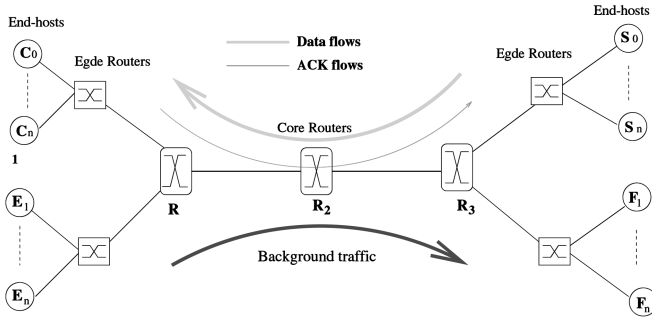 End-hosts
End-hosts
C0
S0
Data flows
ACK flows
Egde Routers
Egde Routers
Core Routers
Cn
Sn
1
R
R2
R3
E1
F1
Background traffic
En
Fn